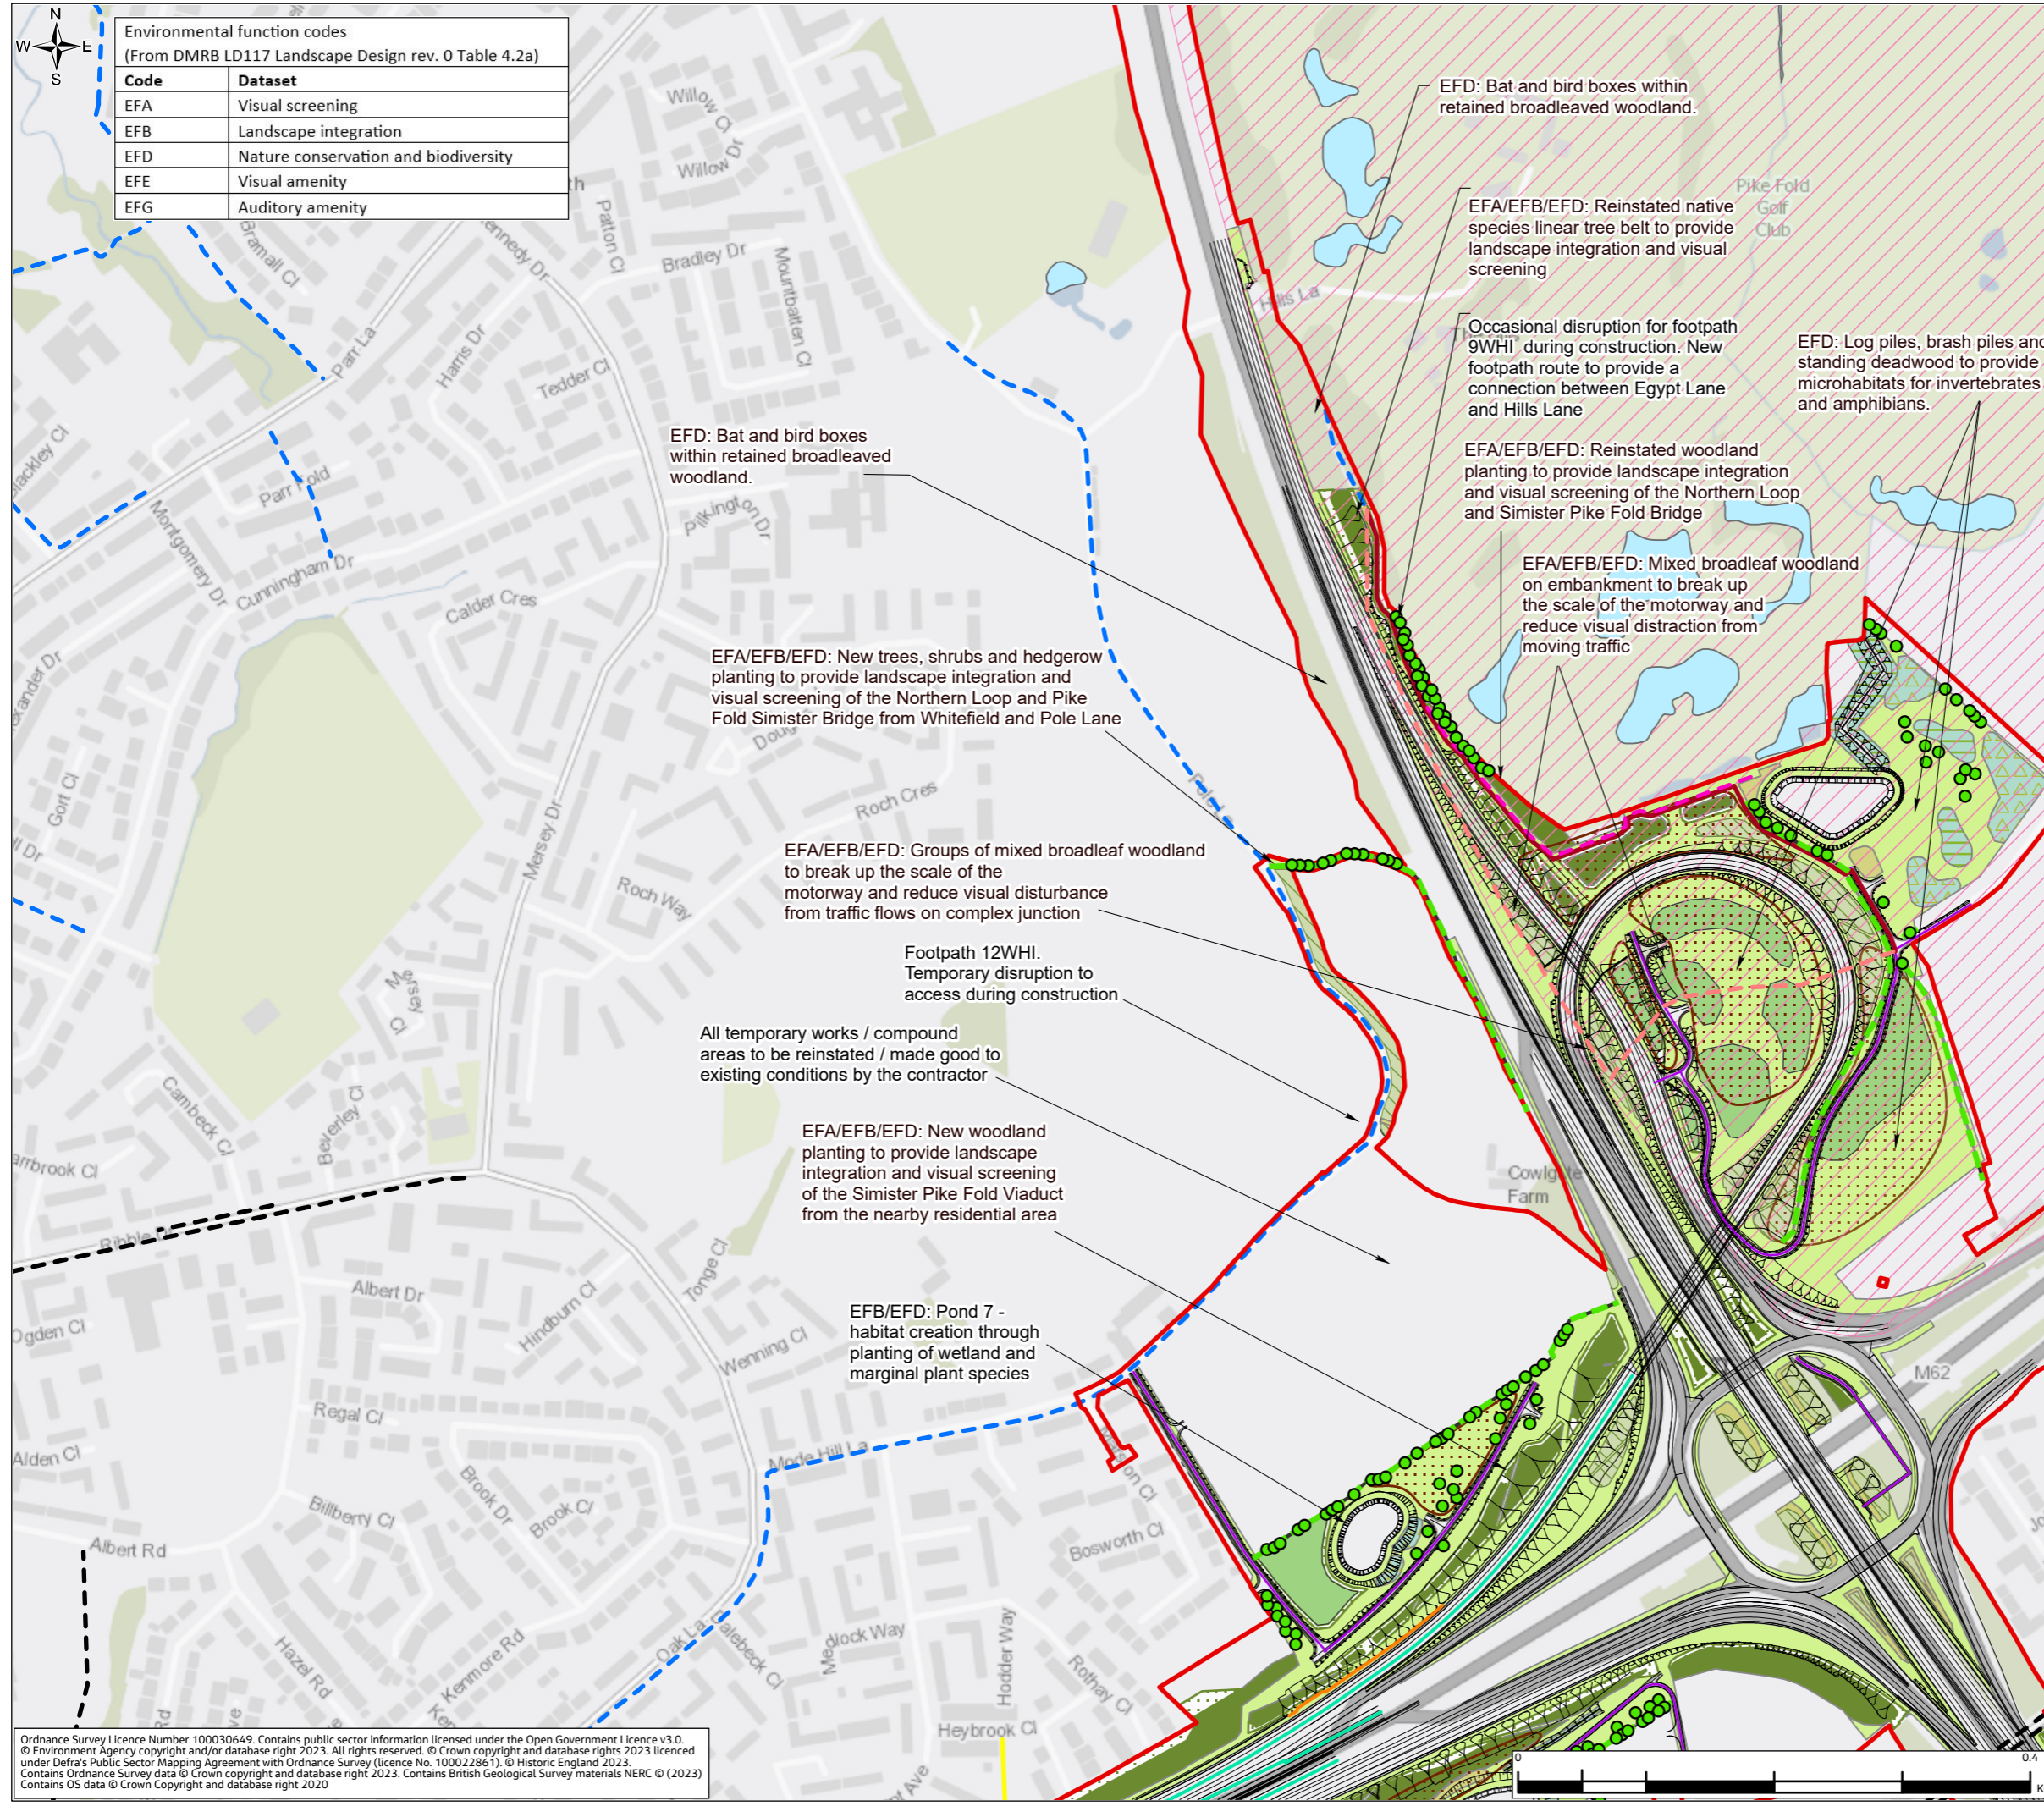 N
W E
S
Environmental function codes
(From DMRB LD117 Landscape Design rev. 0 Table 4.2a)
Code Dataset
EFA Visual screening
EFB Landscape integration
EFD Nature conservation and biodiversity
EFE Visual amenity
EFG Auditory amenity
EFD: Bat and bird boxes within
retained broadleaved woodland.
EFA/EFB/EFD: Reinstated native
species linear tree belt to provide
landscape integration and visual
screening
Occasional disruption for footpath
9WHI during construction. New
footpath route to provide a
connection between Egypt Lane
and Hills Lane
EFD: Log piles, brash piles and
standing deadwood to provide
microhabitats for invertebrates
and amphibians.
EFA/EFB/EFD: Reinstated woodland
planting to provide landscape integration
and visual screening of the Northern Loop
and Simister Pike Fold Bridge
EFA/EFB/EFD: Mixed broadleaf woodland
on embankment to break up
the scale of the motorway and
reduce visual distraction from
moving traffic
EFD: Bat and bird boxes
within retained broadleaved
woodland.
EFA/EFB/EFD: New trees, shrubs and hedgerow
planting to provide landscape integration and
visual screening of the Northern Loop and Pike
Fold Simister Bridge from Whitefield and Pole Lane
EFA/EFB/EFD: Groups of mixed broadleaf woodland
to break up the scale of the
motorway and reduce visual disturbance
from traffic flows on complex junction
Footpath 12WHI.
Temporary disruption to
access during construction
All temporary works / compound
areas to be reinstated / made good to
existing conditions by the contractor
EFA/EFB/EFD: New woodland
planting to provide landscape
integration and visual screening
of the Simister Pike Fold Viaduct
from the nearby residential area
EFB/EFD: Pond 7 -
habitat creation through
planting of wetland and
marginal plant species
Willow Cl
Willow Dr
Patton Cl
Bradley Dr
Mountbatten Cl
Bramall Cl
Parr La
Harris Dr
Tedder Cl
Parr Fold
Pilkington Dr
Montgomery Dr
Cunningham Dr
Calder Cres
Hills La
Pike Fold
Golf
Club
Gort Cl
Mersey Dr
Roch Cres
Roch Way
Mersey
Cl
Cambeck Cl
Beverley Cl
Cowlgate
Farm
Albert Dr
Hindburn Cl
Tonge Cl
Wenning Cl
Ogden Cl
Regal Cl
Alden Cl
Mode Hill La
Brook Dr
Brook Cl
Billberry Cl
Albert Rd
Bosworth Cl
M62
Oak La
Calebeck Cl
Medlock Way
Hodder Way
Rothay Cl
Heybrook Cl
Hazel Rd
Kenmore Rd
Ordnance Survey Licence Number 100030649. Contains public sector information licensed under the Open Government Licence v3.0.
© Environment Agency copyright and/or database right 2023. All rights reserved. © Crown copyright and database rights 2023 licenced
under Defra's Public Sector Mapping Agreement with Ordnance Survey (licence No. 100022861). © Historic England 2023.
Contains Ordnance Survey data © Crown copyright and database right 2023. Contains British Geological Survey materials NERC © (2023)
Contains OS data © Crown Copyright and database right 2020
0 0.4